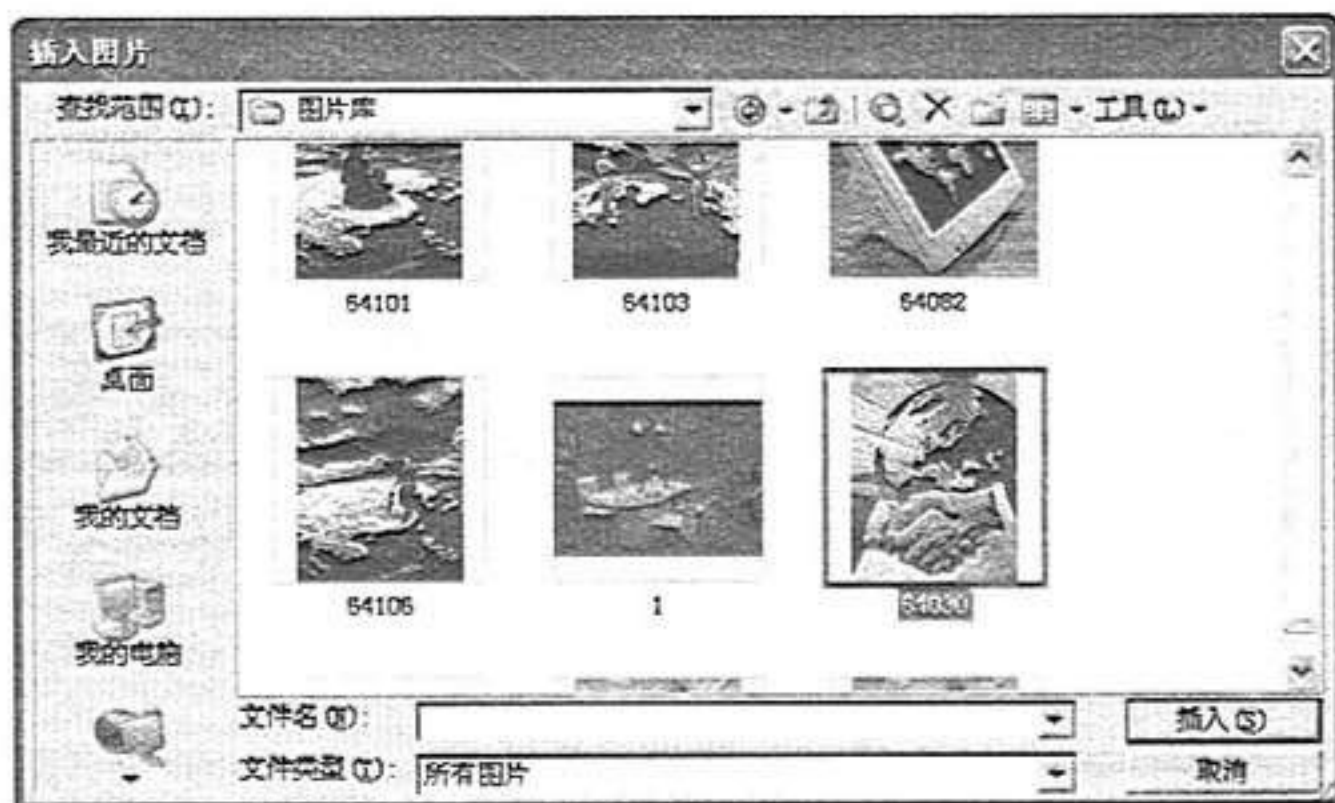 插入图片
查找范围(I): 图片库 工具(L)
我最近的文档
桌面
我的文档
我的电脑
64101 64103 64082
64106 1
文件名(N): 插入(S)
文件类型(T): 所有图片 取消